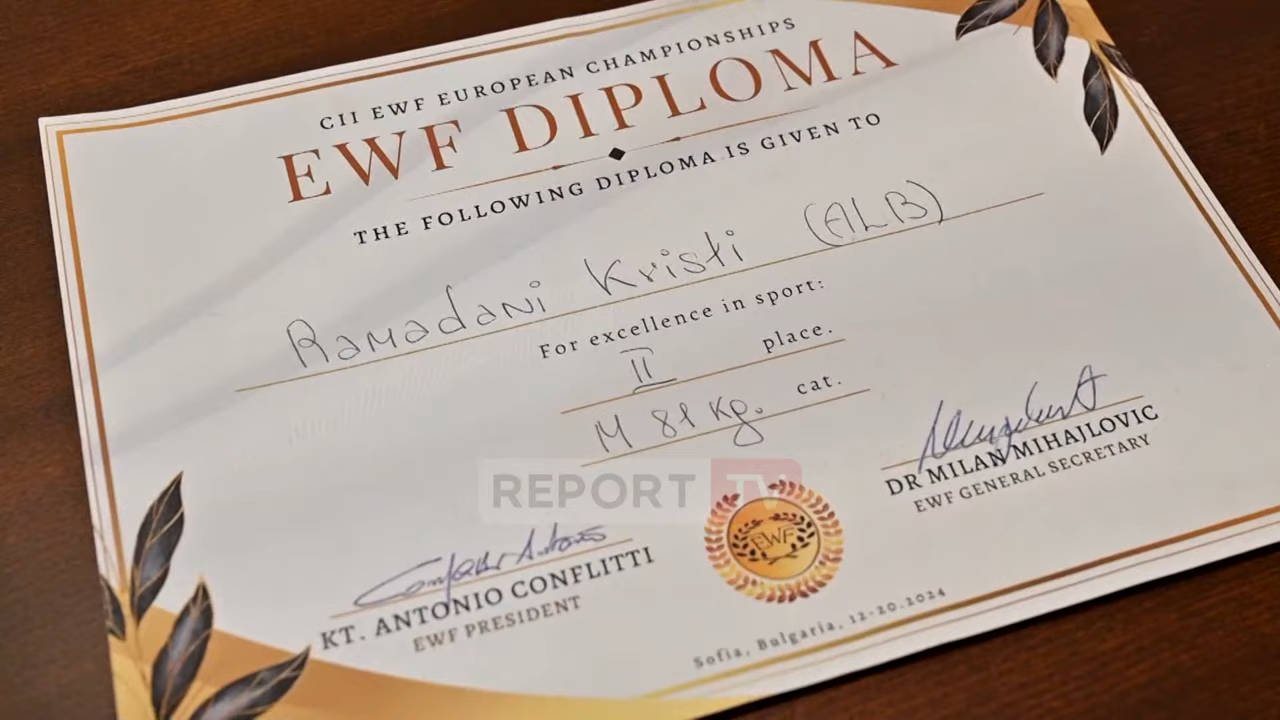 CII EWF EUROPEAN CHAMPIONSHIPS
EWF DIPLOMA
THE FOLLOWING DIPLOMA IS GIVEN TO
Ramadani Kristi (ALB)
For excellence in sport:
II place.
M 81 Kg. cat.
DR MILAN MIHAJLOVIC
EWF GENERAL SECRETARY
REPORT TV
EWF
KT. ANTONIO CONFLITTI
EWF PRESIDENT
Sofia, Bulgaria, 12-20.2024